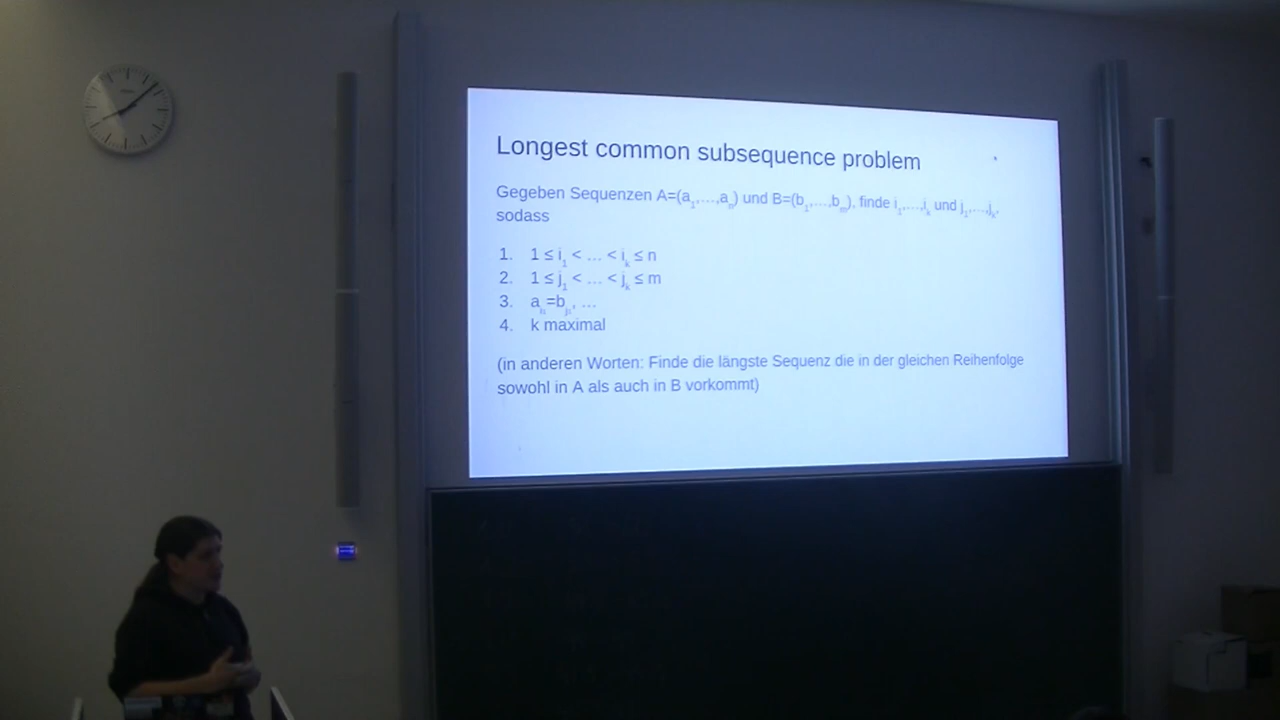 Longest common subsequence problem
Gegeben Sequenzen A=(a₁,...,aₙ) und B=(b₁,...,bₘ), finde i₁,...,iₖ und j₁,...,jₖ,
sodass
1. 1 ≤ i₁ < ... < iₖ ≤ n
2. 1 ≤ j₁ < ... < jₖ ≤ m
3. aᵢ₁=bⱼ₁, ...
4. k maximal
(in anderen Worten: Finde die längste Sequenz die in der gleichen Reihenfolge
sowohl in A als auch in B vorkommt)